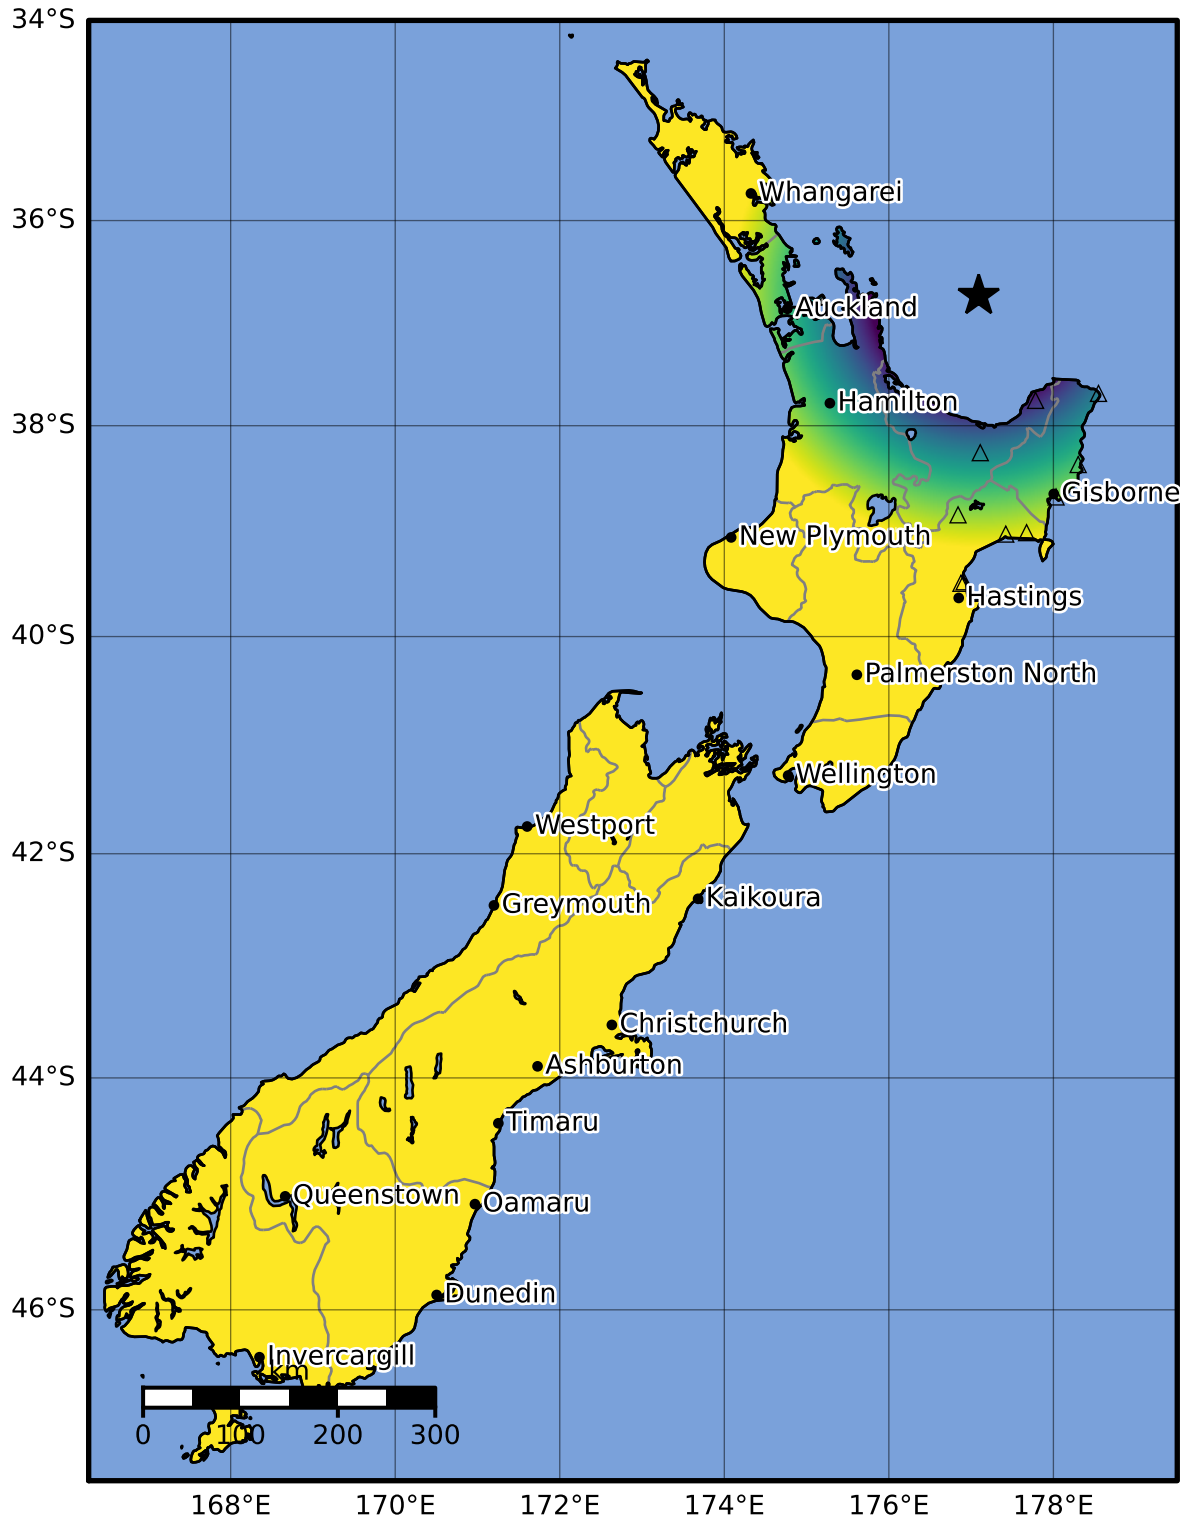 34°S
Whangarei
36°S
Auckland
Hamilton
38°S
Gisborne
New Plymouth
Hastings
40°S
Palmerston North
Wellington
Westport
42°S
Kaikoura
Greymouth
Christchurch
Ashburton
44°S
Timaru
Queenstown
Oamaru
Dunedin
46°S
Invercargill
km
0 100 200 300
168°E 170°E 172°E 174°E 176°E 178°E